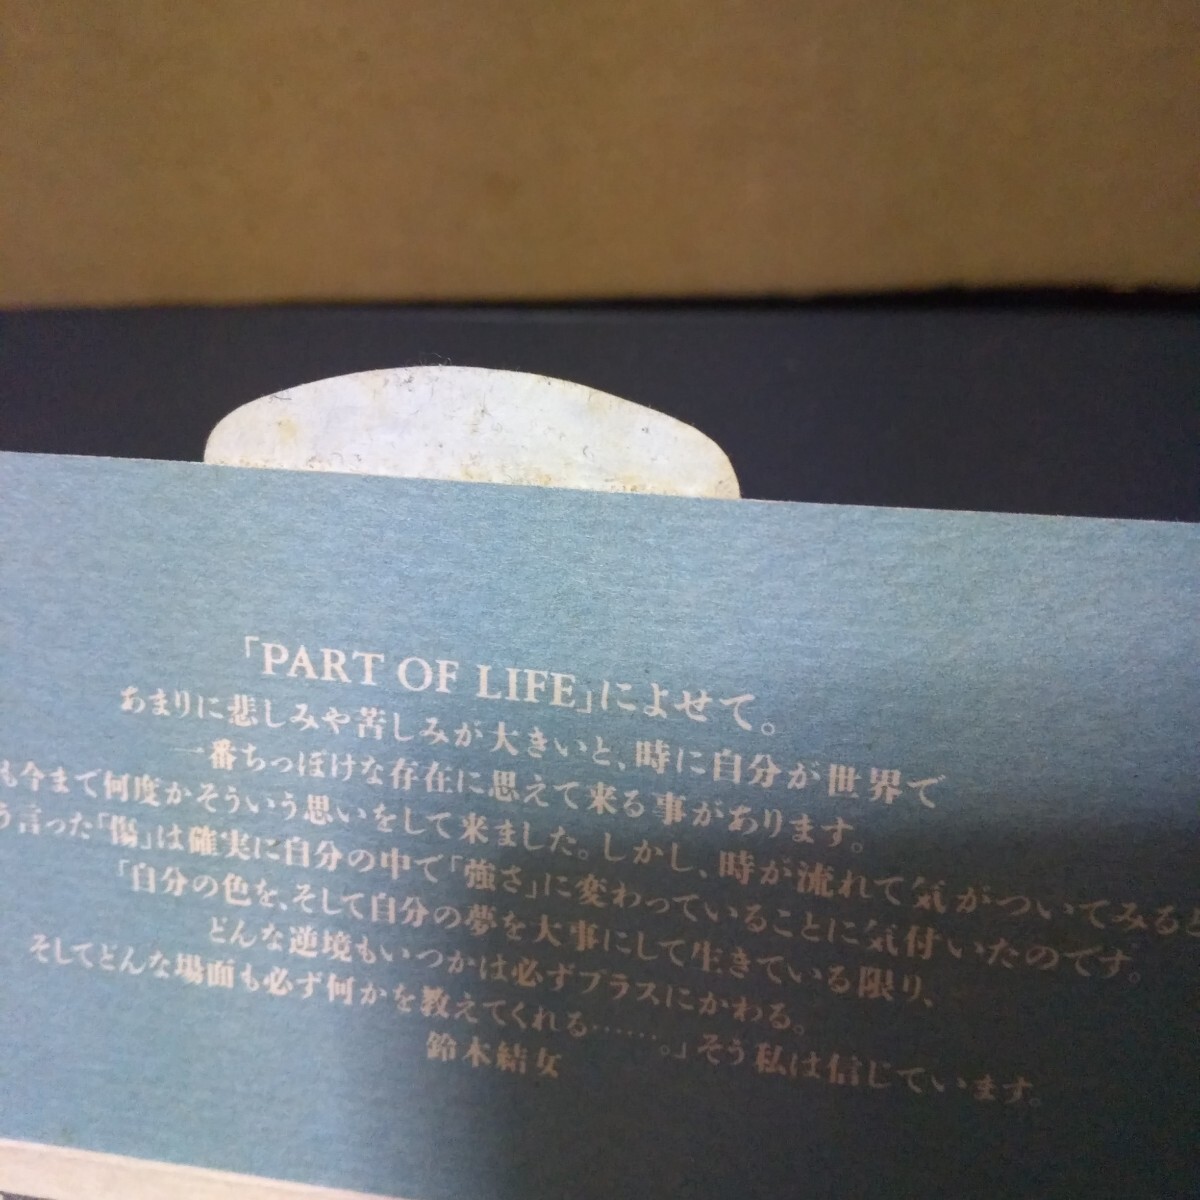 「PART OF LIFE」によせて。
あまりに悲しみや苦しみが大きいと、時に自分が世界で
一番ちっぽけな存在に思えて来る事があります。
も今まで何度かそういう思いをして来ました。しかし、時が流れて気がついてみると
う言った「傷」は確実に自分の中で「強さ」に変わっていることに気付いたのです。
「自分の色を、そして自分の夢を大事にして生きている限り、
どんな逆境もいつかは必ずプラスにかわる。
そしてどんな場面も必ず何かを教えてくれる……。」そう私は信じています。
鈴木結女